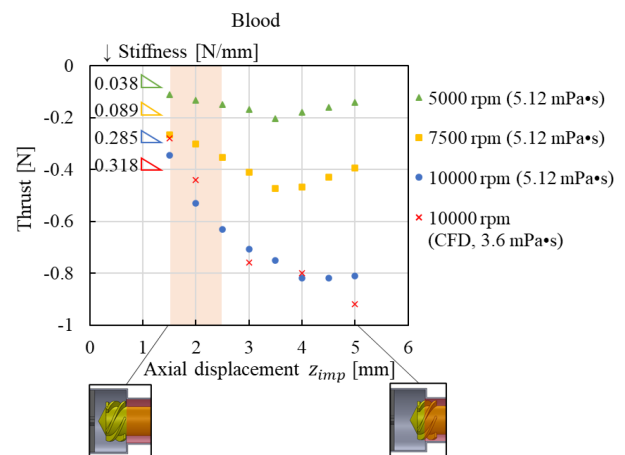 Blood
↓ Stiffness [N/mm]
0
0.038
-0.2
0.089
0.285
-0.4
0.318
-0.6
-0.8
-1
Thrust [N]
0 1 2 3 4 5 6
Axial displacement z_imp [mm]
5000 rpm (5.12 mPa•s)
7500 rpm (5.12 mPa•s)
10000 rpm (5.12 mPa•s)
10000 rpm
(CFD, 3.6 mPa•s)